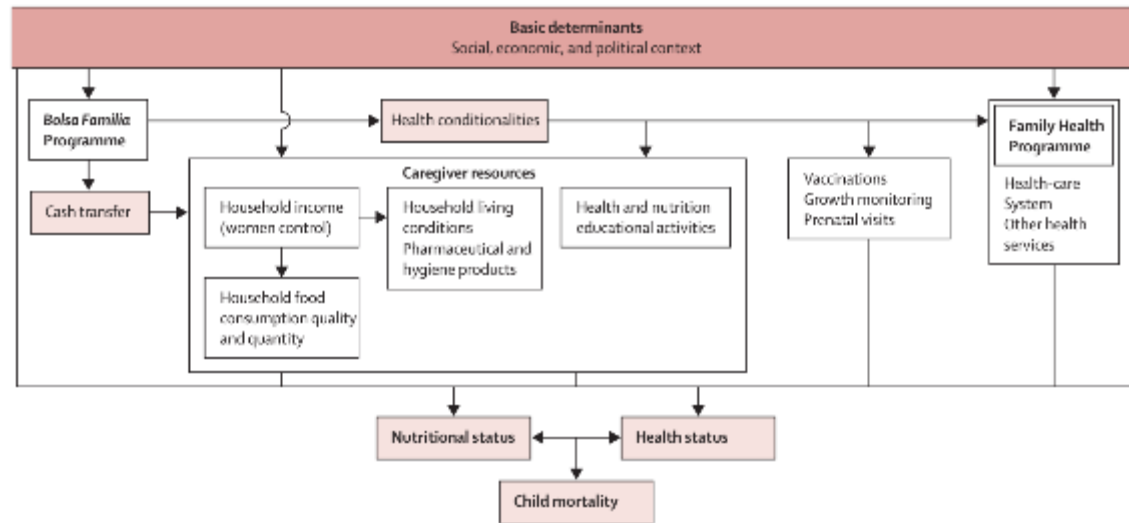 Basic determinants
Social, economic, and political context
Bolsa Familia
Programme
Health conditionalities
Family Health
Programme
Health-care
System
Other health
services
Cash transfer
Caregiver resources
Household income
(women control)
Household living
conditions
Pharmaceutical and
hygiene products
Health and nutrition
educational activities
Vaccinations
Growth monitoring
Prenatal visits
Household food
consumption quality
and quantity
Nutritional status
Health status
Child mortality